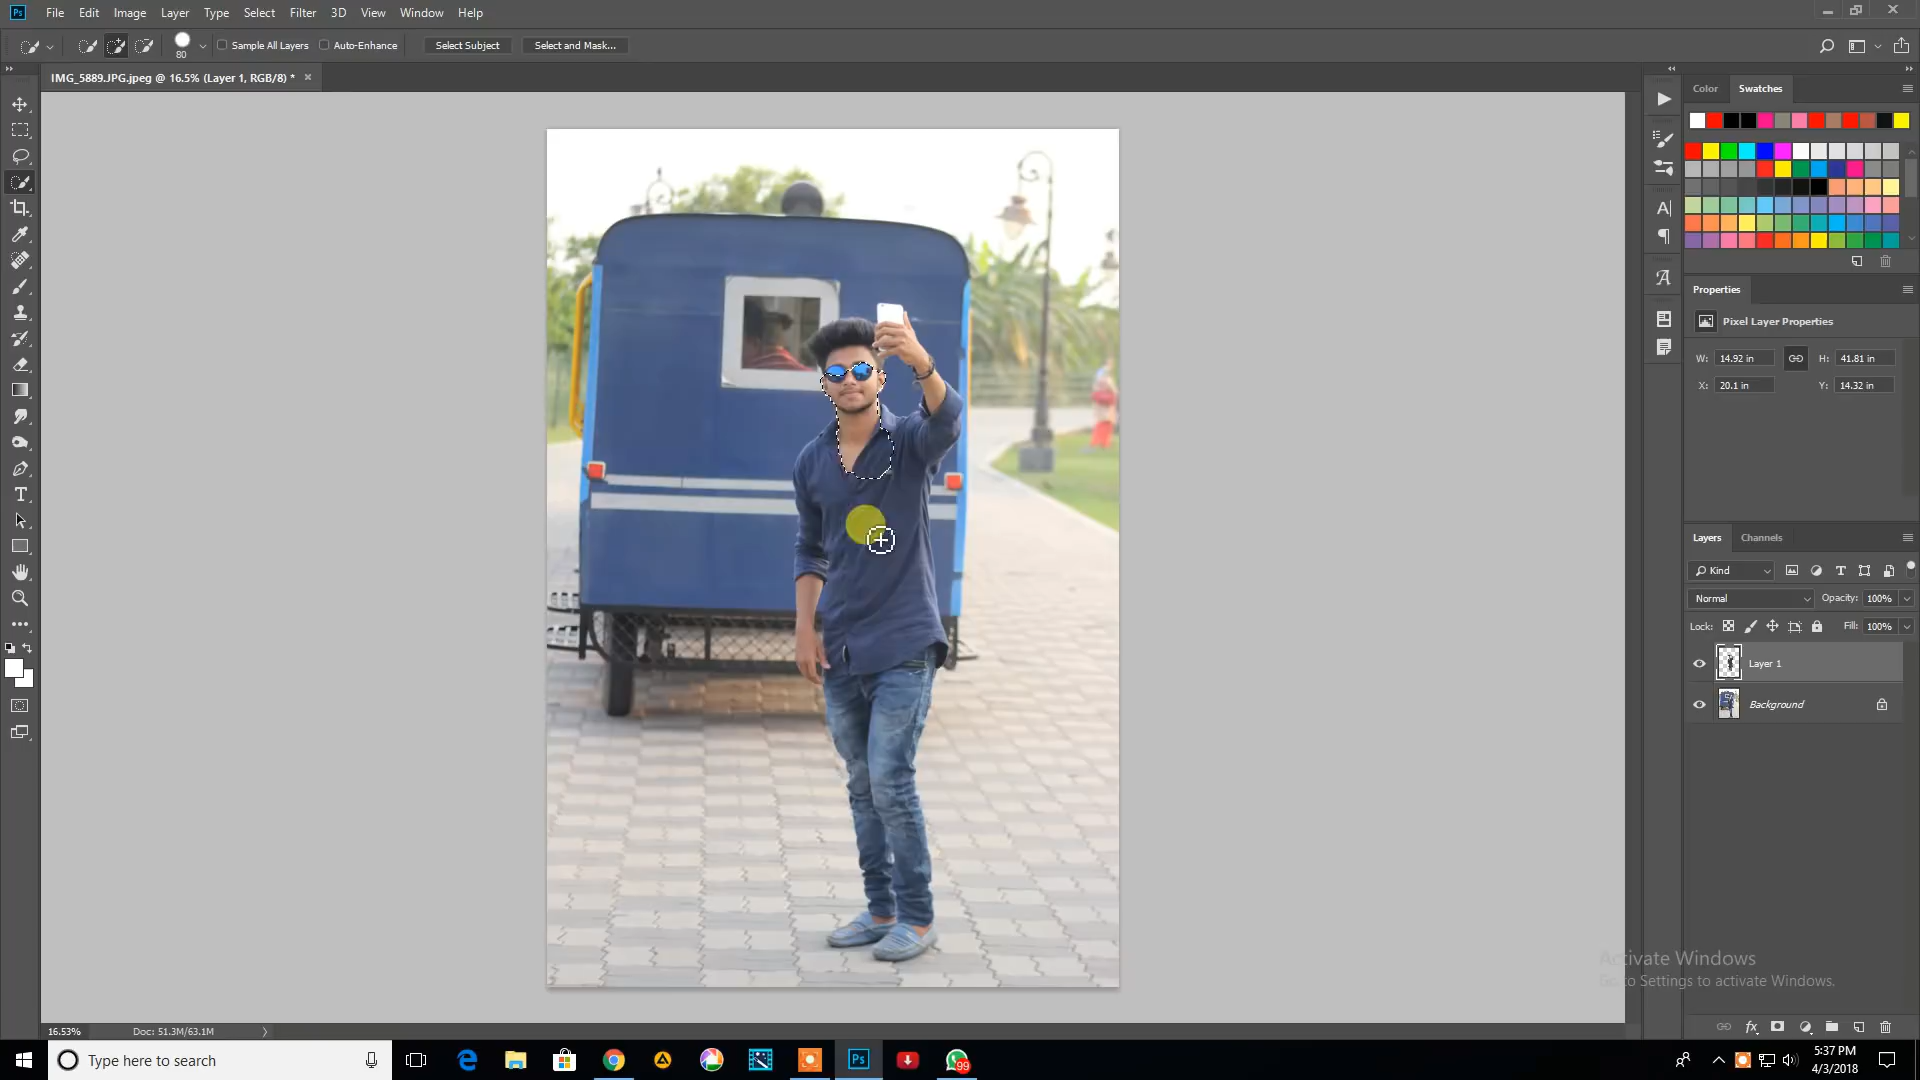 Ps File Edit Image Layer Type Select Filter 3D View Window Help
80 Sample All Layers Auto-Enhance Select Subject Select and Mask...
IMG_5889.JPG.jpeg @ 16.5% (Layer 1, RGB/8) *
Color Swatches
Properties
Pixel Layer Properties
W: 14.92 in H: 41.81 in
X: 20.1 in Y: 14.32 in
Layers Channels
Kind
Normal Opacity: 100%
Lock: Fill: 100%
Layer 1
Background
Activate Windows
Go to Settings to activate Windows.
16.53% Doc: 51.3M/63.1M
Type here to search
Ps
99
5:37 PM
4/3/2018